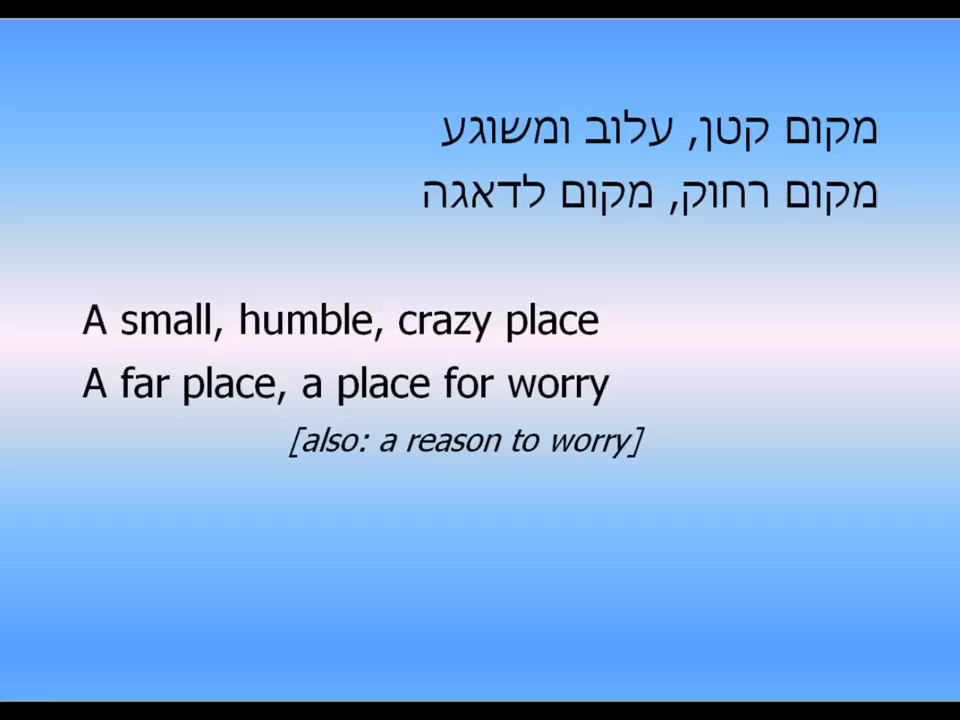 מקום קטן, עלוב ומשוגע
מקום רחוק, מקום לדאגה
A small, humble, crazy place
A far place, a place for worry
[also: a reason to worry]